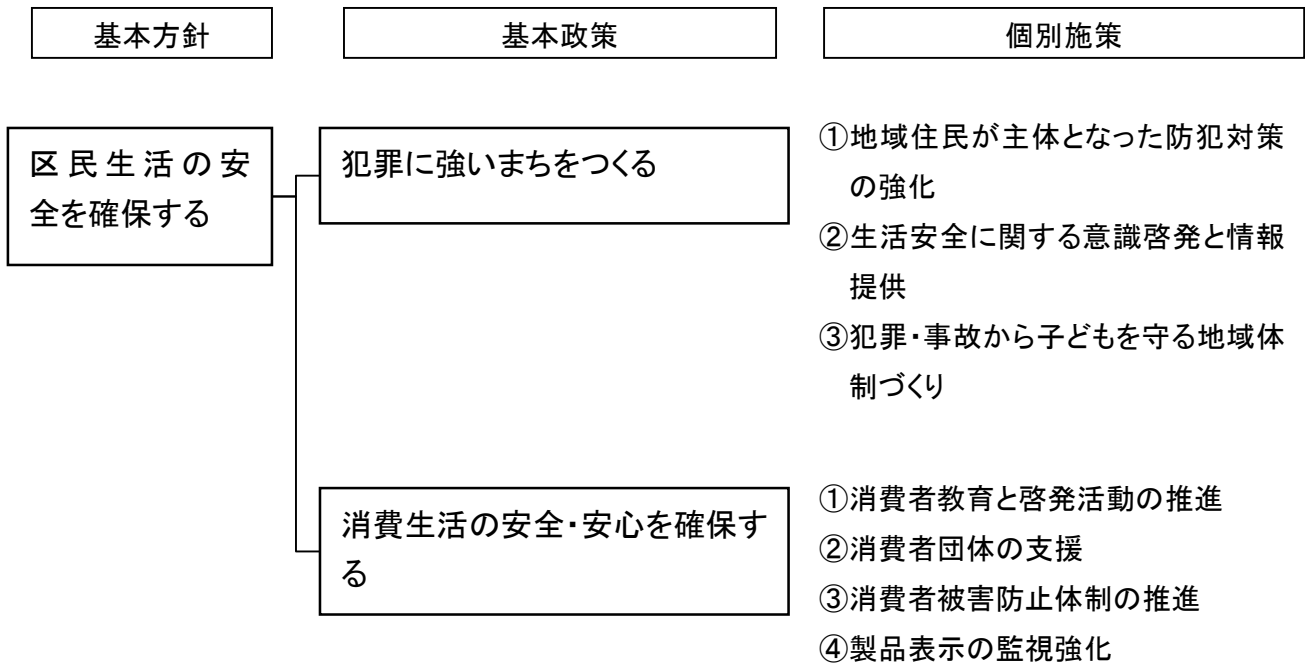 基本方針
基本政策
個別施策
区民生活の安
全を確保する
犯罪に強いまちをつくる
①地域住民が主体となった防犯対策
の強化
②生活安全に関する意識啓発と情報
提供
③犯罪・事故から子どもを守る地域体
制づくり
消費生活の安全・安心を確保す
る
①消費者教育と啓発活動の推進
②消費者団体の支援
③消費者被害防止体制の推進
④製品表示の監視強化